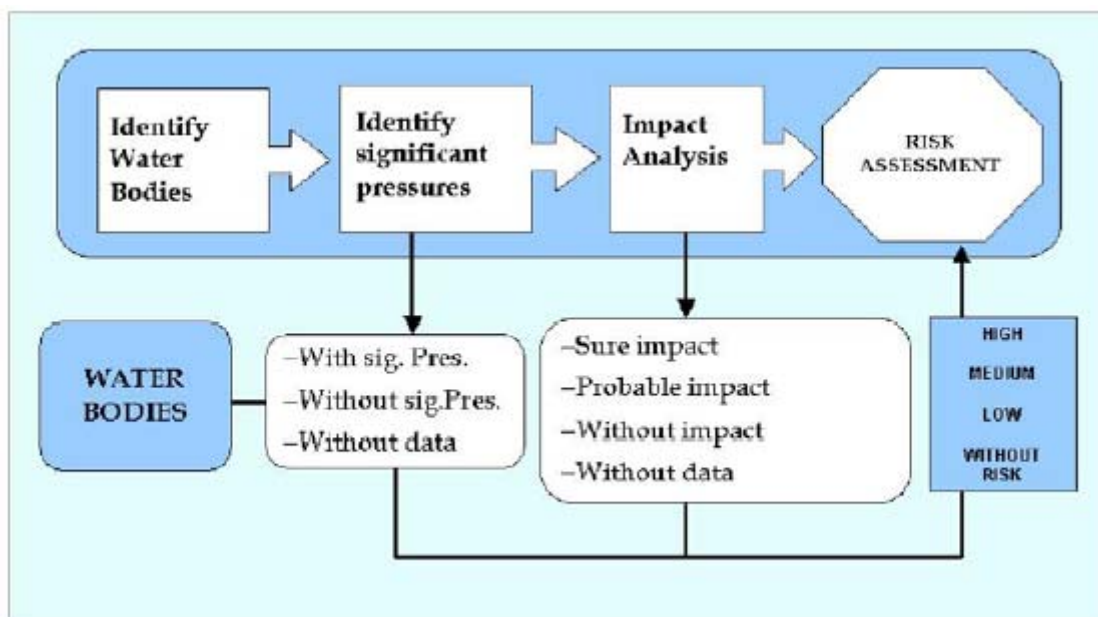 Identify
Water
Bodies
Identify
significant
pressures
Impact
Analysis
RISK
ASSESSMENT
WATER
BODIES
–With sig. Pres.
–Without sig.Pres.
–Without data
–Sure impact
–Probable impact
–Without impact
–Without data
HIGH
MEDIUM
LOW
WITHOUT
RISK